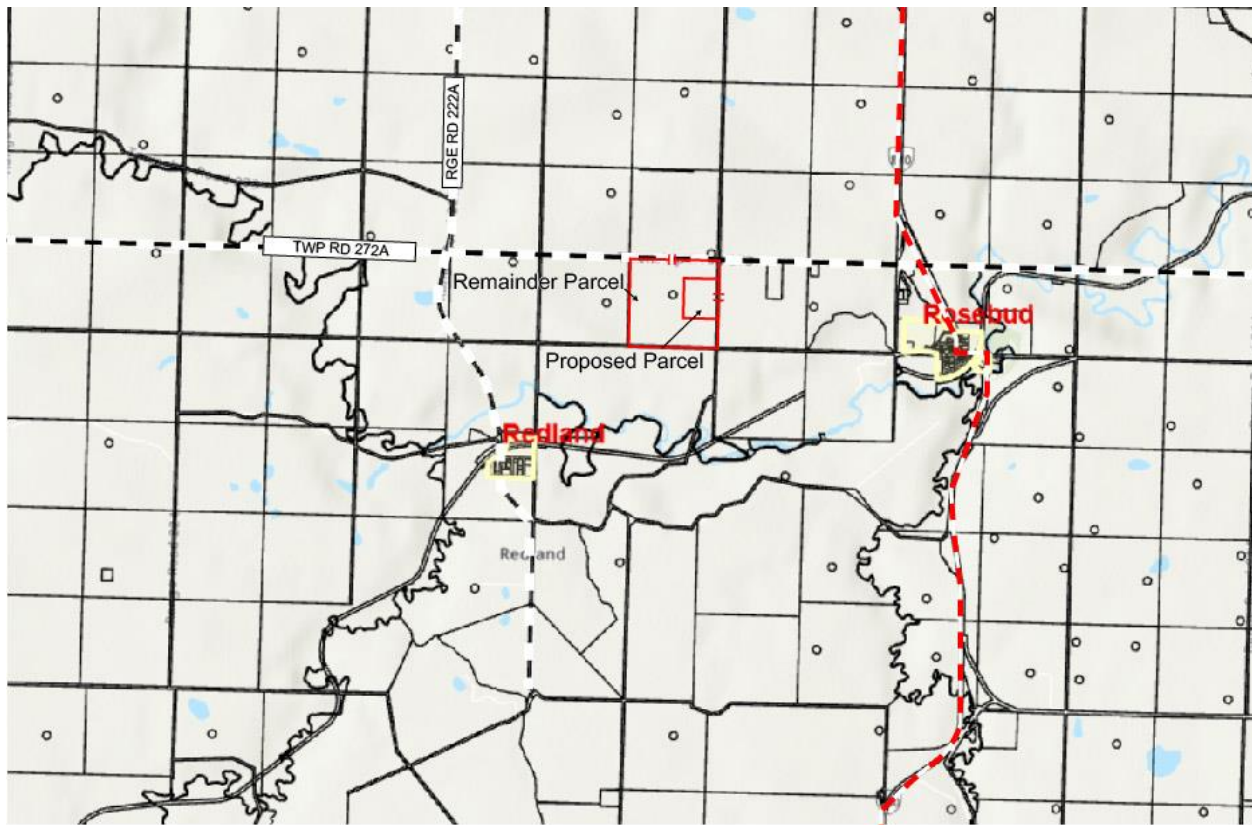 RGE RD 222A
TWP RD 272A
Remainder Parcel
Rosebud
Proposed Parcel
Redland
Redland